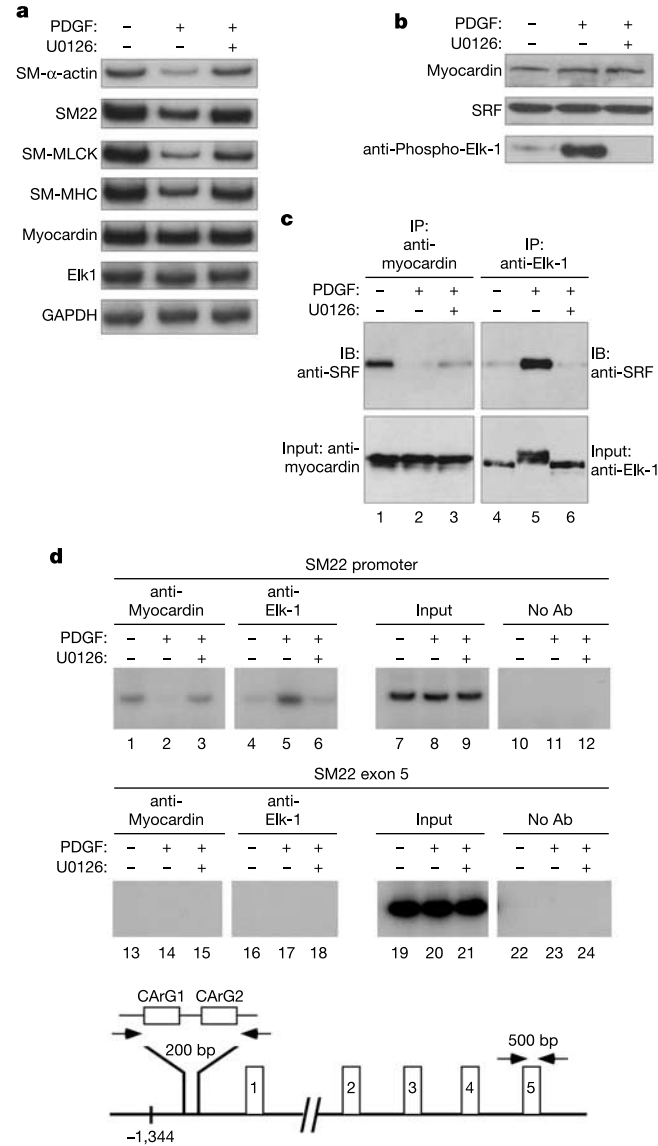 a
PDGF: – + +
U0126: – – +
SM-α-actin
SM22
SM-MLCK
SM-MHC
Myocardin
Elk1
GAPDH
b
PDGF: – + +
U0126: – – +
Myocardin
SRF
anti-Phospho-Elk-1
c
IP:
anti-
myocardin
IP:
anti-Elk-1
PDGF: – + + – + +
U0126: – – + – – +
IB:
anti-SRF
IB:
anti-SRF
Input: anti-
myocardin
Input:
anti-Elk-1
1 2 3 4 5 6
d
SM22 promoter
anti-
Myocardin
anti-
Elk-1
Input
No Ab
PDGF: – + + – + + – + + – + +
U0126: – – + – – + – – + – – +
1 2 3 4 5 6 7 8 9 10 11 12
SM22 exon 5
anti-
Myocardin
anti-
Elk-1
Input
No Ab
PDGF: – + + – + + – + + – + +
U0126: – – + – – + – – + – – +
13 14 15 16 17 18 19 20 21 22 23 24
CArG1 CArG2
200 bp
500 bp
1 2 3 4 5
–1,344